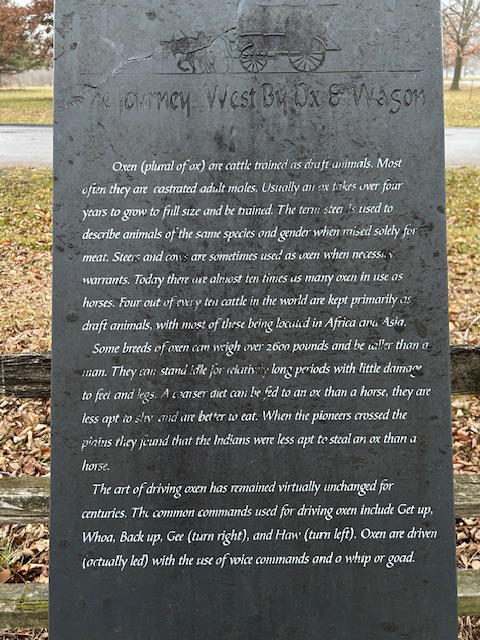 The Journey West By Ox & Wagon
Oxen (plural of ox) are cattle trained as draft animals. Most
often they are castrated adult males. Usually an ox takes over four
years to grow to full size and be trained. The term steer is used to
describe animals of the same species and gender when raised solely for
meat. Steers and cows are sometimes used as oxen when necessity
warrants. Today there are almost ten times as many oxen in use as
horses. Four out of every ten cattle in the world are kept primarily as
draft animals, with most of these being located in Africa and Asia.
Some breeds of oxen can weigh over 2600 pounds and be taller than a
man. They can stand idle for relativly long periods with little damage
to feet and legs. A coarser diet can be fed to an ox than a horse, they are
less apt to shy and are better to eat. When the pioneers crossed the
plains they found that the Indians were less apt to steal an ox than a
horse.
The art of driving oxen has remained virtually unchanged for
centuries. The common commands used for driving oxen include Get up,
Whoa, Back up, Gee (turn right), and Haw (turn left). Oxen are driven
(actually led) with the use of voice commands and a whip or goad.